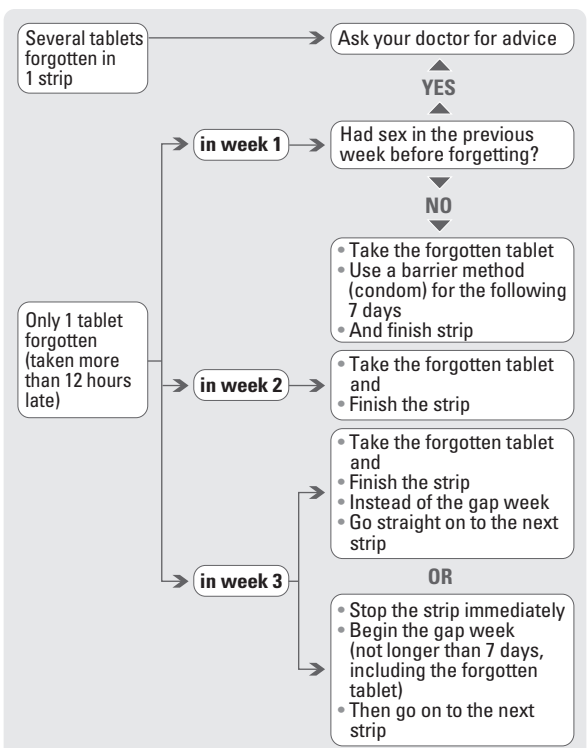 Several tablets
forgotten in
1 strip
Ask your doctor for advice
YES
in week 1
Had sex in the previous
week before forgetting?
NO
• Take the forgotten tablet
• Use a barrier method
(condom) for the following
7 days
• And finish strip
Only 1 tablet
forgotten
(taken more
than 12 hours
late)
in week 2
• Take the forgotten tablet
and
• Finish the strip
in week 3
• Take the forgotten tablet
and
• Finish the strip
• Instead of the gap week
• Go straight on to the next
strip
OR
• Stop the strip immediately
• Begin the gap week
(not longer than 7 days,
including the forgotten
tablet)
• Then go on to the next
strip